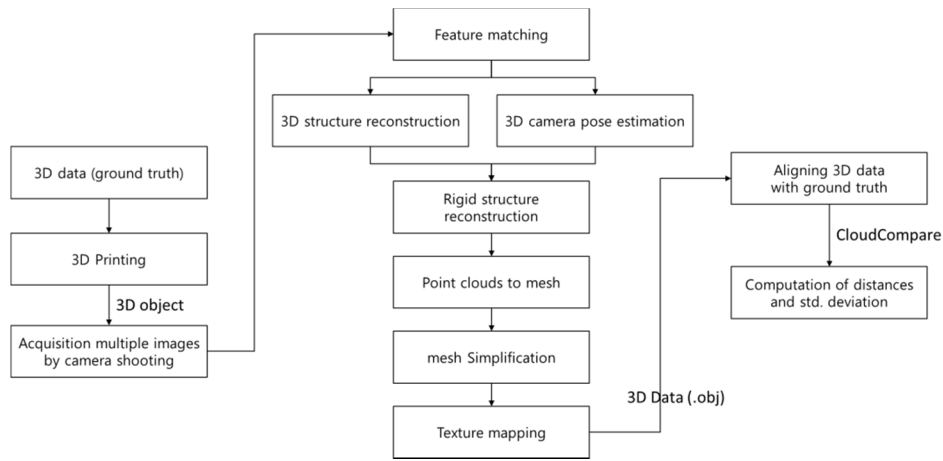 3D data (ground truth)
3D Printing
3D object
Acquisition multiple images
by camera shooting
Feature matching
3D structure reconstruction
3D camera pose estimation
Rigid structure
reconstruction
Point clouds to mesh
mesh Simplification
Texture mapping
3D Data (.obj)
Aligning 3D data
with ground truth
CloudCompare
Computation of distances
and std. deviation